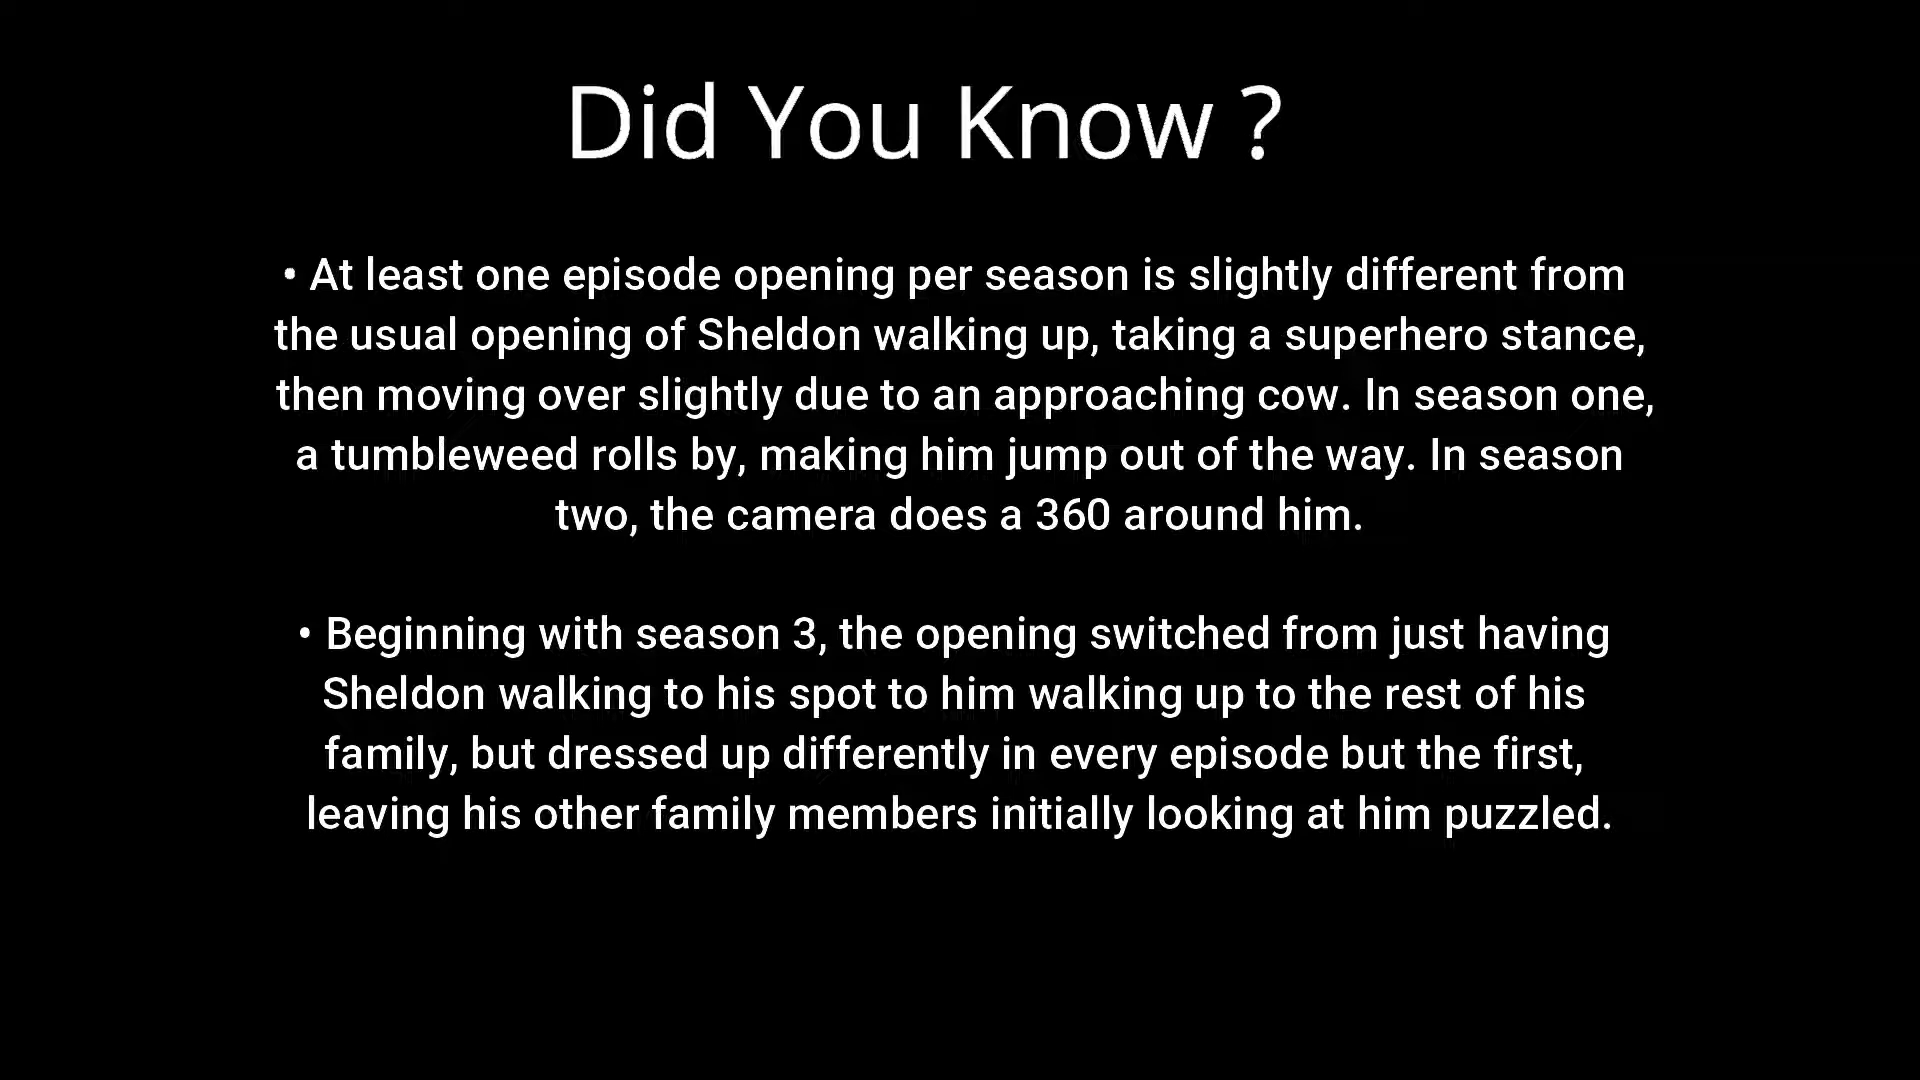 Did You Know ?
• At least one episode opening per season is slightly different from
the usual opening of Sheldon walking up, taking a superhero stance,
then moving over slightly due to an approaching cow. In season one,
a tumbleweed rolls by, making him jump out of the way. In season
two, the camera does a 360 around him.
• Beginning with season 3, the opening switched from just having
Sheldon walking to his spot to him walking up to the rest of his
family, but dressed up differently in every episode but the first,
leaving his other family members initially looking at him puzzled.